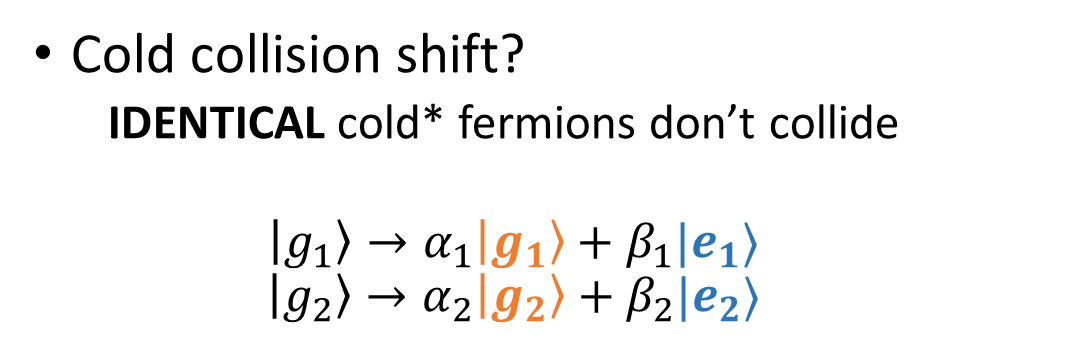 • Cold collision shift?
IDENTICAL cold* fermions don’t collide
|g₁⟩ → α₁|g₁⟩ + β₁|e₁⟩
|g₂⟩ → α₂|g₂⟩ + β₂|e₂⟩